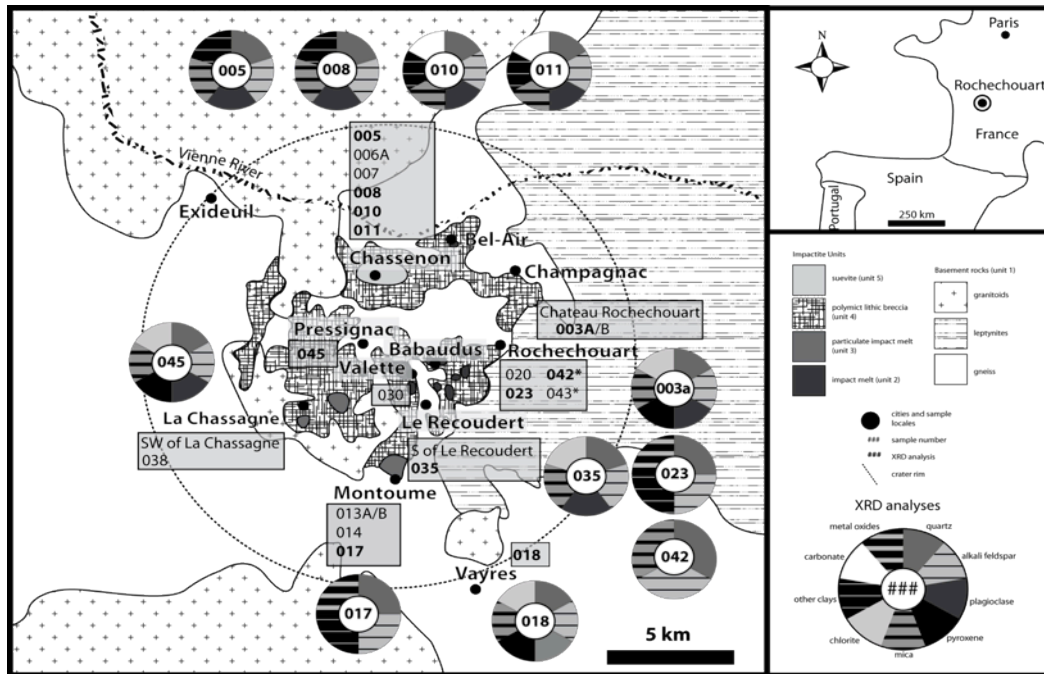 005
008
010
011
005
006A
007
008
010
011
Vienne River
Exideuil
Bel-Air
Chassenon
Champagnac
Chateau Rochechouart
003A/B
Pressignac
045
Babaudus
Rochechouart
Valette
045
020 042*
023 043*
030
003a
La Chassagne
Le Recoudert
SW of La Chassagne
038
S of Le Recoudert
035
035
023
Montoume
013A/B
014
017
018
042
Vayres
017
018
5 km
N
Paris
Rochechouart
France
Spain
Portugal
250 km
Impactite Units
suevite (unit 5)
polymict lithic breccia
(unit 4)
particulate impact melt
(unit 3)
impact melt (unit 2)
Basement rocks (unit 1)
granitoids
leptynites
gneiss
cities and sample
locales
### sample number
### XRD analysis
crater rim
XRD analyses
metal oxides
quartz
carbonate
alkali feldspar
###
other clays
plagioclase
chlorite
pyroxene
mica